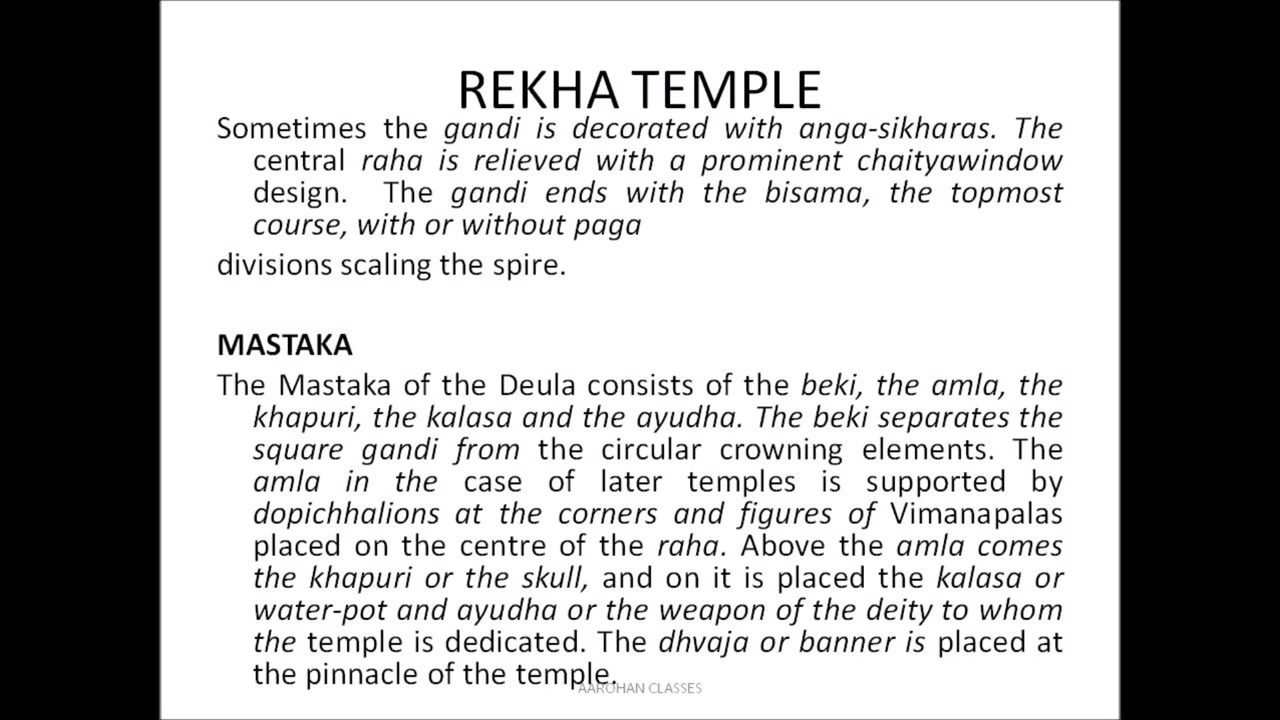 REKHA TEMPLE
Sometimes the gandi is decorated with anga-sikharas. The
central raha is relieved with a prominent chaityawindow
design. The gandi ends with the bisama, the topmost
course, with or without paga
divisions scaling the spire.
MASTAKA
The Mastaka of the Deula consists of the beki, the amla, the
khapuri, the kalasa and the ayudha. The beki separates the
square gandi from the circular crowning elements. The
amla in the case of later temples is supported by
dopichhalions at the corners and figures of Vimanapalas
placed on the centre of the raha. Above the amla comes
the khapuri or the skull, and on it is placed the kalasa or
water-pot and ayudha or the weapon of the deity to whom
the temple is dedicated. The dhvaja or banner is placed at
the pinnacle of the temple.
AAROHAN CLASSES